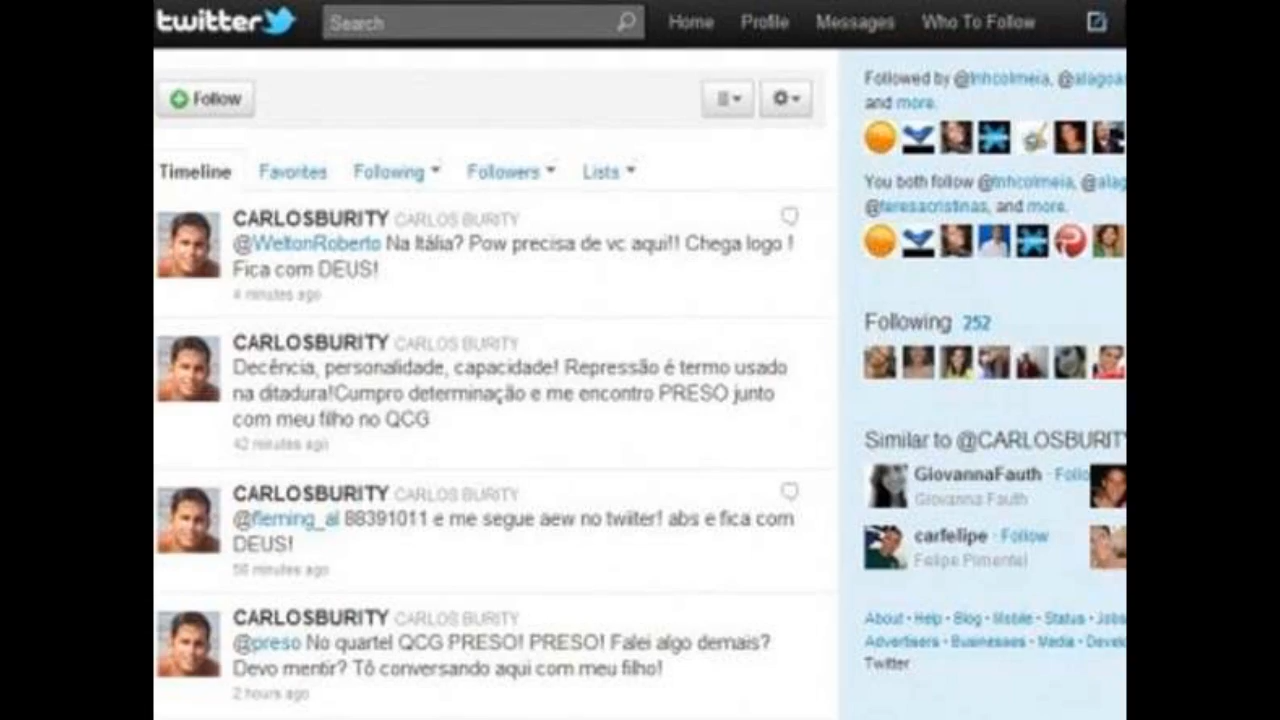 twitter
Search
Home Profile Messages Who To Follow
Follow
Timeline Favorites Following Followers Lists
CARLOSBURITY CARLOS BURITY
@WeltonRoberto Na Itália? Pow precisa de vc aqui!! Chega logo !
Fica com DEUS!
4 minutes ago
CARLOSBURITY CARLOS BURITY
Decência, personalidade, capacidade! Repressão é termo usado
na ditadura!Cumpro determinação e me encontro PRESO junto
com meu filho no QCG
42 minutes ago
CARLOSBURITY CARLOS BURITY
@fleming_al 88391011 e me segue aew no twiiter! abs e fica com
DEUS!
56 minutes ago
CARLOSBURITY CARLOS BURITY
@preso No quartel QCG PRESO! PRESO! Falei algo demais?
Devo mentir? Tô conversando aqui com meu filho!
2 hours ago
Followed by @tnhcolmeia, @alagoas
and more.
You both follow @tnhcolmeia, @alag
@teresacristinas, and more.
Following 252
Similar to @CARLOSBURITY
GiovannaFauth · Follo
Giovanna Fauth
carfelipe · Follow
Felipe Pimentel
About · Help · Blog · Mobile · Status · Jobs
Advertisers · Businesses · Media · Develo
Twitter